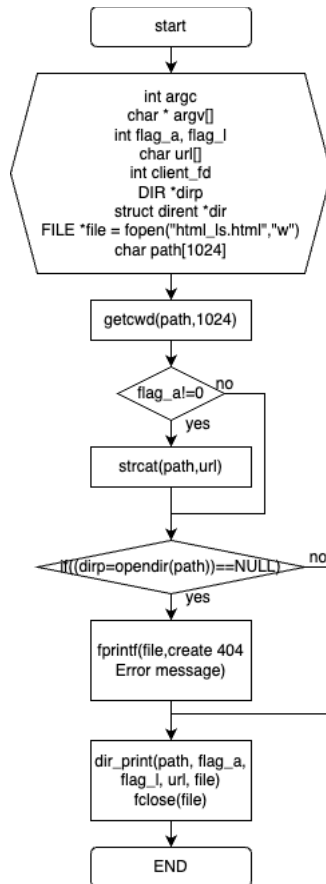 start
int argc
char * argv[]
int flag_a, flag_l
char url[]
int client_fd
DIR *dirp
struct dirent *dir
FILE *file = fopen("html_ls.html","w")
char path[1024]
getcwd(path,1024)
flag_a!=0
no
yes
strcat(path,url)
if((dirp=opendir(path))==NULL)
no
yes
fprintf(file,create 404
Error message)
dir_print(path, flag_a,
flag_l, url, file)
fclose(file)
END